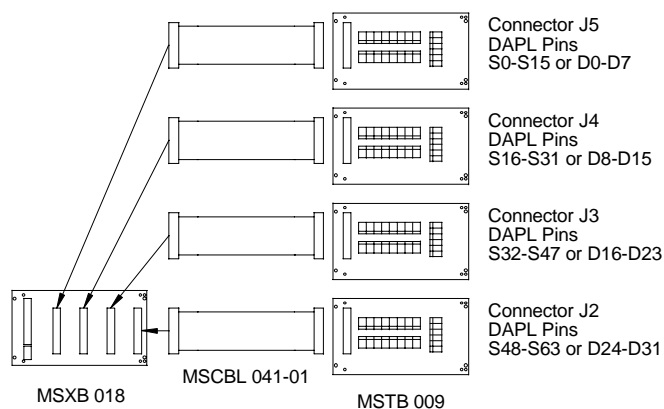 Connector J5
DAPL Pins
S0-S15 or D0-D7
Connector J4
DAPL Pins
S16-S31 or D8-D15
Connector J3
DAPL Pins
S32-S47 or D16-D23
Connector J2
DAPL Pins
S48-S63 or D24-D31
MSXB 018
MSCBL 041-01
MSTB 009